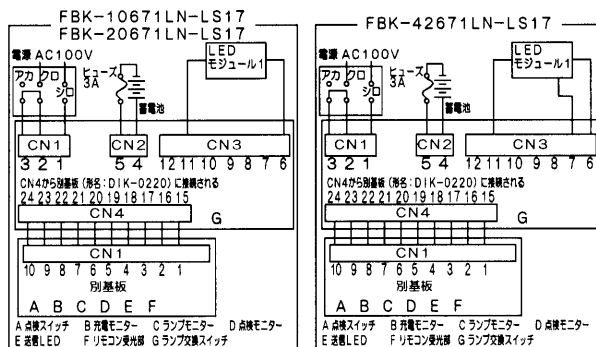 FBK-10671LN-LS17
FBK-20671LN-LS17
電源 AC100V
アカ クロ シロ
ヒューズ
3A
蓄電池
LED
モジュール1
CN1
CN2
CN3
3 2 1
5 4
12 11 10 9 8 7 6
CN4から別基板(形名:DIK-0220)に接続される
24 23 22 21 20 19 18 17 16 15
CN4
G
CN1
10 9 8 7 6 5 4 3 2 1
別基板
A B C D E F
A 点検スイッチ B 充電モニター C ランプモニター D 点検モニター
E 送信LED F リモコン受光部 G ランプ交換スイッチ
FBK-42671LN-LS17
電源 AC100V
アカ クロ シロ
ヒューズ
3A
蓄電池
LED
モジュール1
CN1
CN2
CN3
3 2 1
5 4
12 11 10 9 8 7 6
CN4から別基板(形名:DIK-0220)に接続される
24 23 22 21 20 19 18 17 16 15
CN4
G
CN1
10 9 8 7 6 5 4 3 2 1
別基板
A B C D E F
A 点検スイッチ B 充電モニター C ランプモニター D 点検モニター
E 送信LED F リモコン受光部 G ランプ交換スイッチ